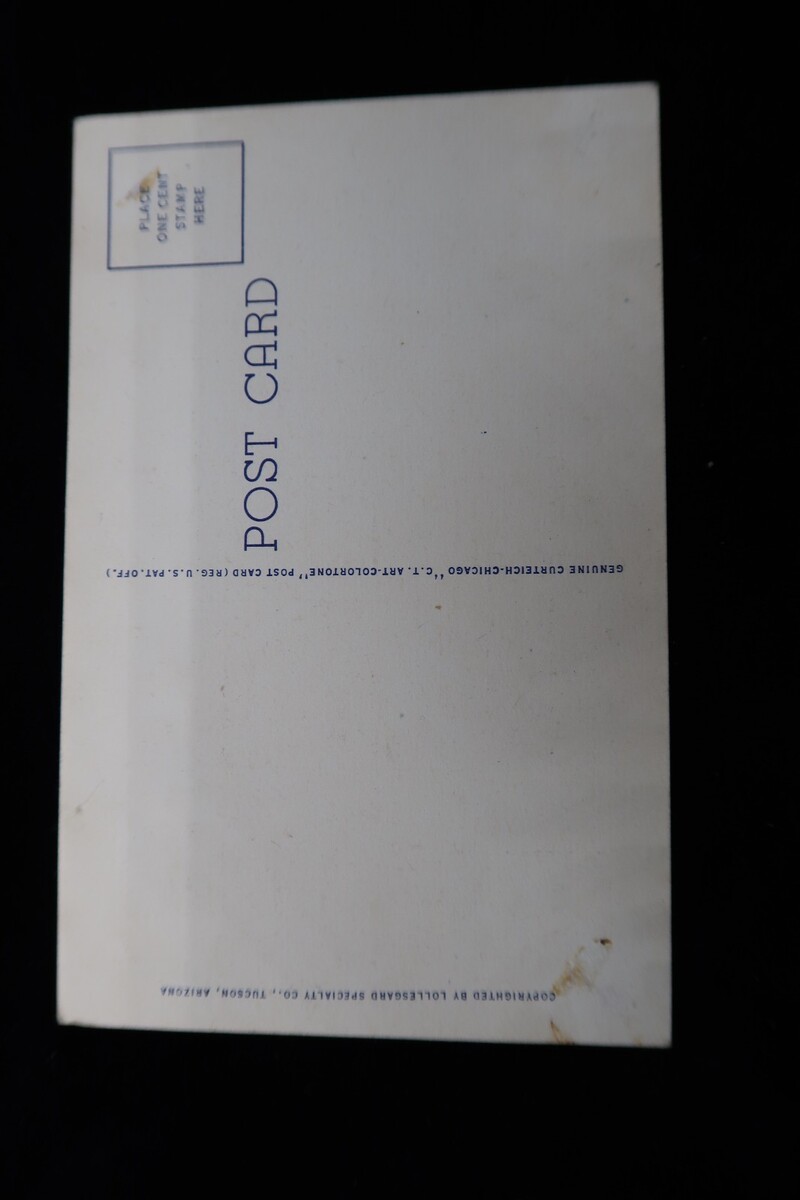 PLACE
ONE CENT
STAMP
HERE
POST CARD
GENUINE CURTEICH-CHICAGO "C.T. ART-COLORTONE" POST CARD (REG. U.S. PAT. OFF.)
COPYRIGHTED BY LOLLESGARD SPECIALTY CO., TUCSON, ARIZONA